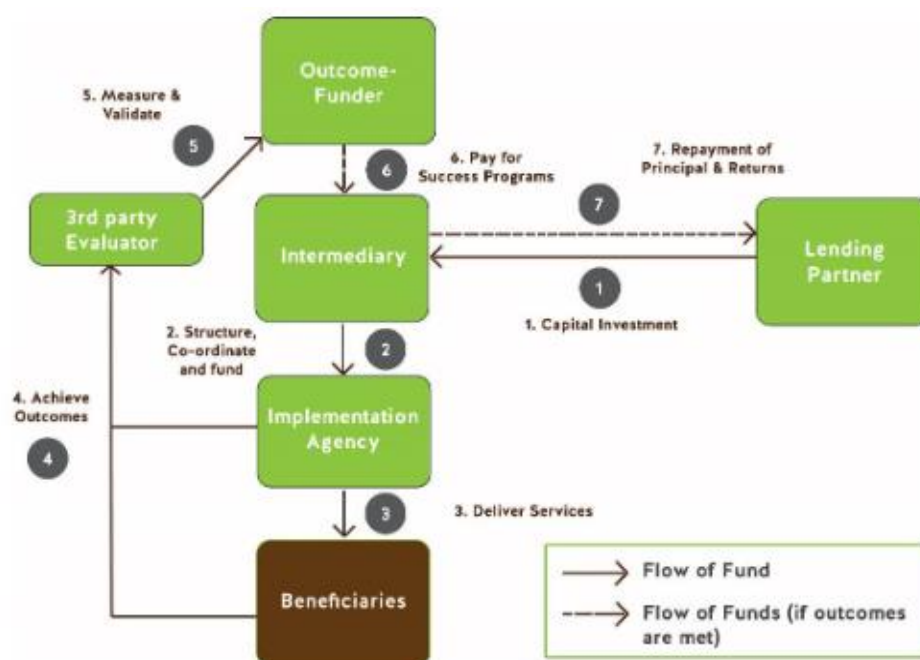 Outcome-
Funder
5. Measure &
Validate
5
6
6. Pay for
Success Programs
7. Repayment of
Principal & Returns
7
3rd party
Evaluator
Intermediary
Lending
Partner
1
1. Capital Investment
2. Structure,
Co-ordinate
and fund
2
4. Achieve
Outcomes
4
Implementation
Agency
3
3. Deliver Services
Beneficiaries
Flow of Fund
Flow of Funds (if outcomes
are met)